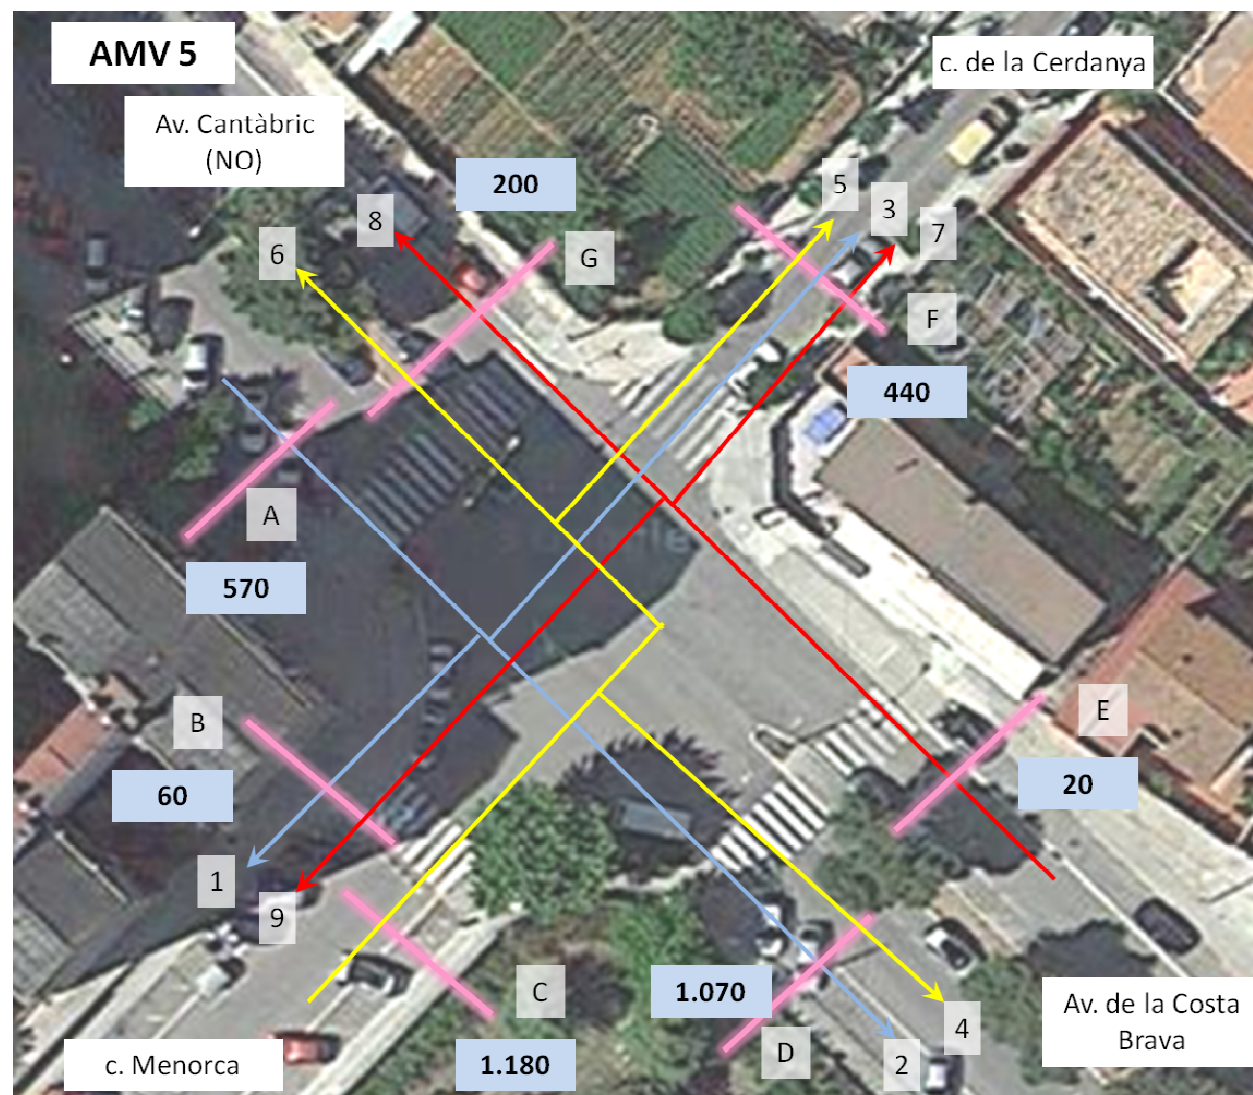 AMV 5
c. de la Cerdanya
Av. Cantàbric
(NO)
200
5
3
7
8
6
G
F
440
A
570
B
60
E
20
1
9
C
1.070
D
4
2
Av. de la Costa
Brava
c. Menorca
1.180